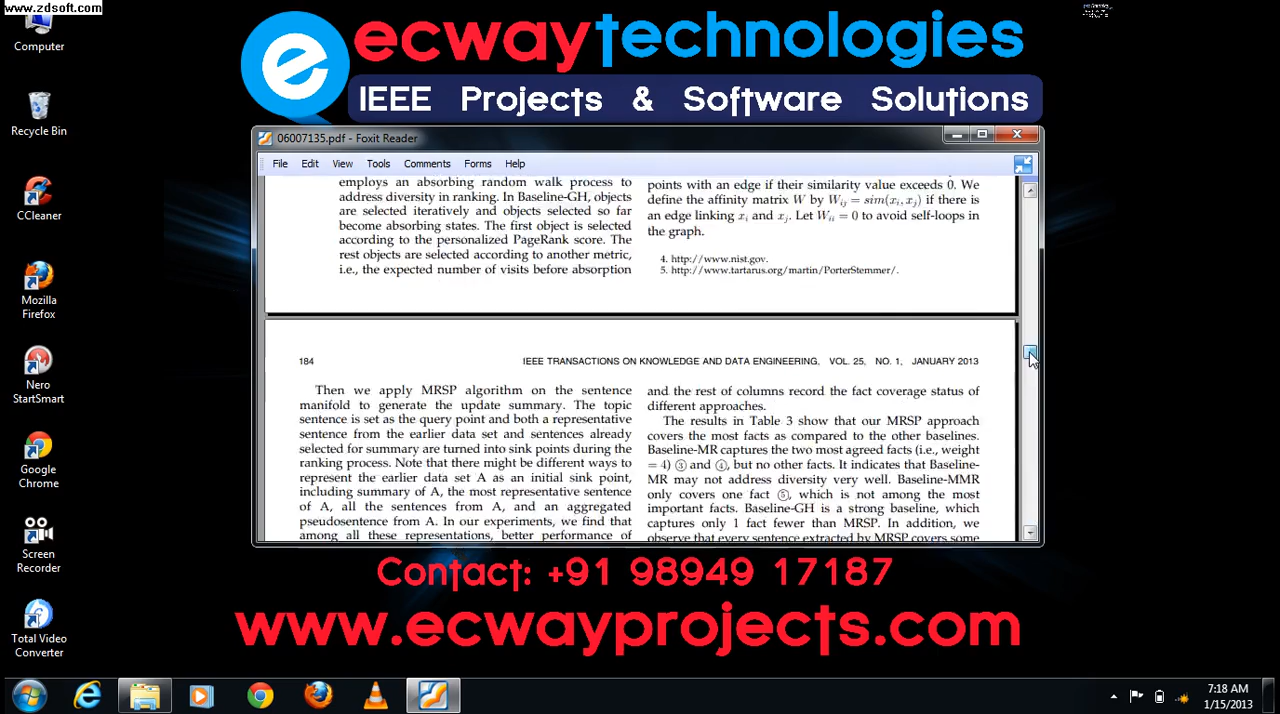 www.zdsoft.com
Computer
Recycle Bin
CCleaner
Mozilla
Firefox
Nero
StartSmart
Google
Chrome
Screen
Recorder
Total Video
Converter
e ecwaytechnologies
IEEE Projects & Software Solutions
06007135.pdf - Foxit Reader
File Edit View Tools Comments Forms Help
employs an absorbing random walk process to
address diversity in ranking. In Baseline-GH, objects
are selected iteratively and objects selected so far
become absorbing states. The first object is selected
according to the personalized PageRank score. The
rest objects are selected according to another metric,
i.e., the expected number of visits before absorption
points with an edge if their similarity value exceeds 0. We
define the affinity matrix W by Wij = sim(xi, xj) if there is
an edge linking xi and xj. Let Wii = 0 to avoid self-loops in
the graph.
4. http://www.nist.gov.
5. http://www.tartarus.org/martin/PorterStemmer/.
184 IEEE TRANSACTIONS ON KNOWLEDGE AND DATA ENGINEERING, VOL. 25, NO. 1, JANUARY 2013
Then we apply MRSP algorithm on the sentence
manifold to generate the update summary. The topic
sentence is set as the query point and both a representative
sentence from the earlier data set and sentences already
selected for summary are turned into sink points during the
ranking process. Note that there might be different ways to
represent the earlier data set A as an initial sink point,
including summary of A, the most representative sentence
of A, all the sentences from A, and an aggregated
pseudosentence from A. In our experiments, we find that
among all these representations, better performance of
and the rest of columns record the fact coverage status of
different approaches.
The results in Table 3 show that our MRSP approach
covers the most facts as compared to the other baselines.
Baseline-MR captures the two most agreed facts (i.e., weight
= 4) ③ and ④, but no other facts. It indicates that Baseline-
MR may not address diversity very well. Baseline-MMR
only covers one fact ⑤, which is not among the most
important facts. Baseline-GH is a strong baseline, which
captures only 1 fact fewer than MRSP. In addition, we
observe that every sentence extracted by MRSP covers some
Contact: +91 98949 17187
www.ecwayprojects.com
7:18 AM
1/15/2013